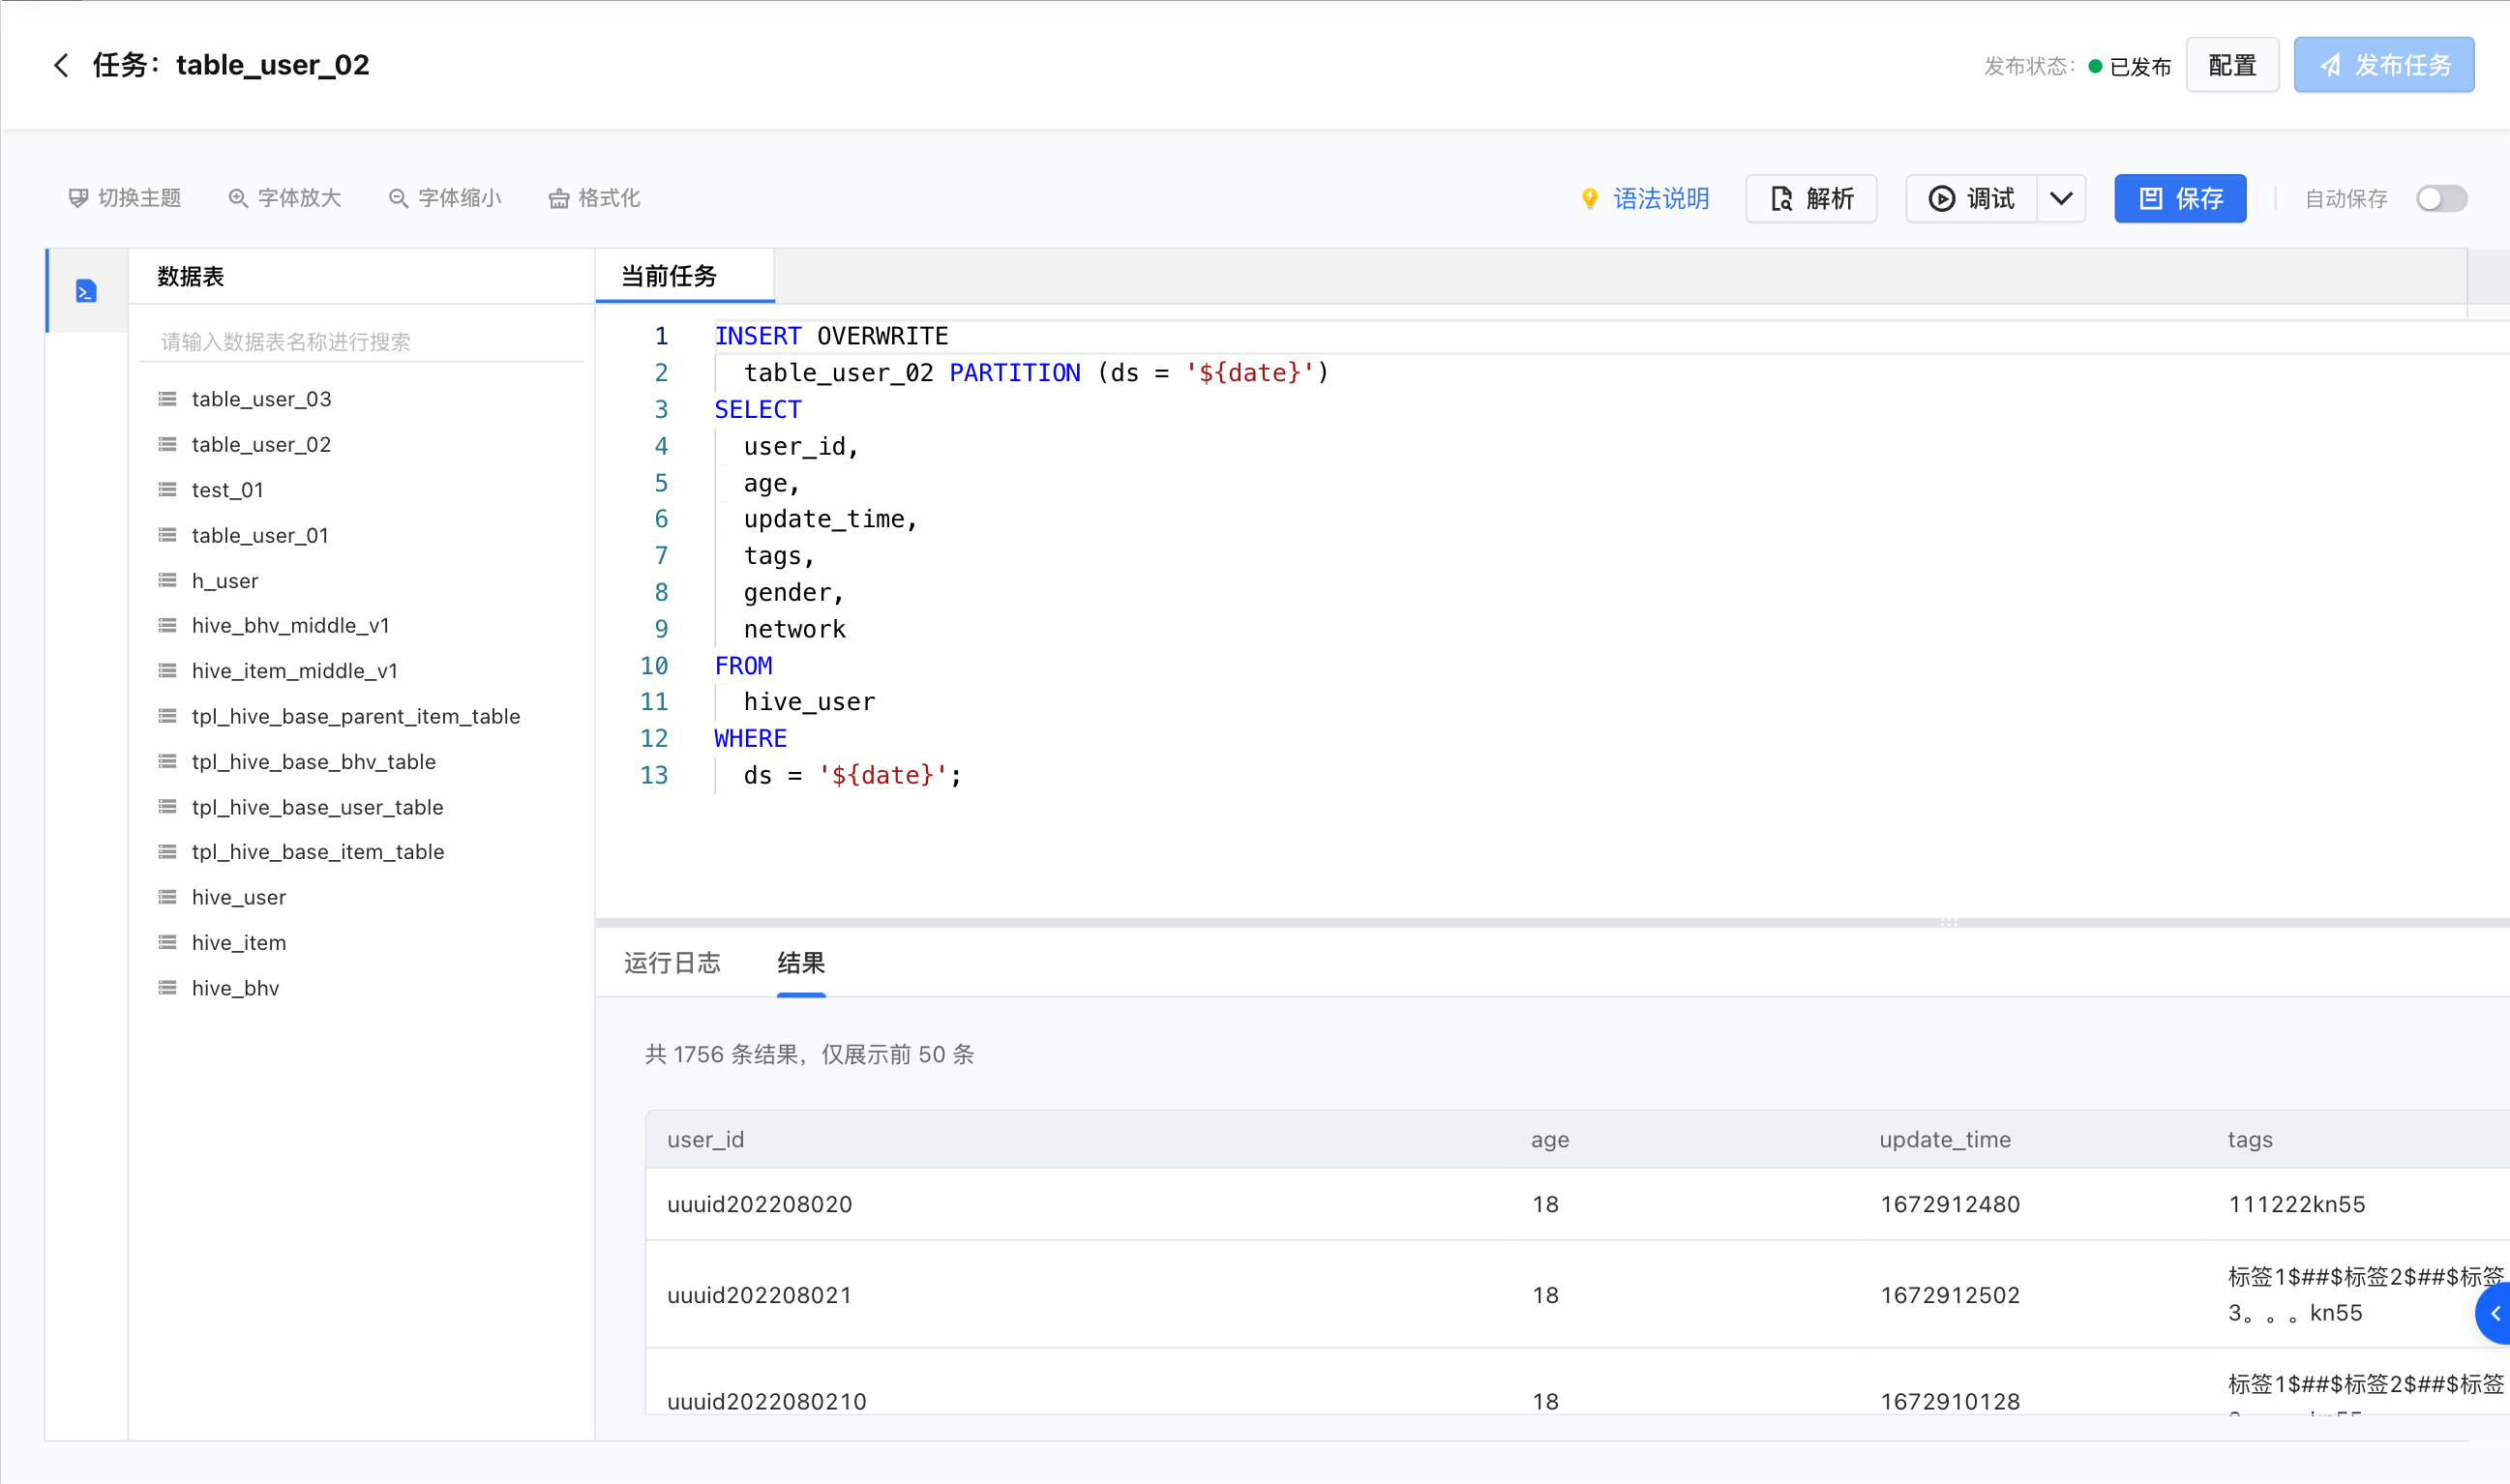 任务：table_user_02
发布状态： 已发布 配置 发布任务
切换主题 字体放大 字体缩小 格式化
语法说明 解析 调试 保存 自动保存
数据表
请输入数据表名称进行搜索
table_user_03
table_user_02
test_01
table_user_01
h_user
hive_bhv_middle_v1
hive_item_middle_v1
tpl_hive_base_parent_item_table
tpl_hive_base_bhv_table
tpl_hive_base_user_table
tpl_hive_base_item_table
hive_user
hive_item
hive_bhv
当前任务
1 INSERT OVERWRITE
2 table_user_02 PARTITION (ds = '${date}')
3 SELECT
4 user_id,
5 age,
6 update_time,
7 tags,
8 gender,
9 network
10 FROM
11 hive_user
12 WHERE
13 ds = '${date}';
运行日志 结果
共 1756 条结果，仅展示前 50 条
user_id age update_time tags
uuuid202208020 18 1672912480 111222kn55
uuuid202208021 18 1672912502 标签1$##$标签2$##$标签
3。。。kn55
uuuid2022080210 18 1672910128 标签1$##$标签2$##$标签